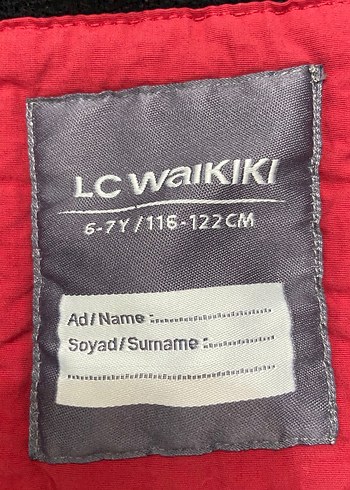 LC WAIKIKI
6-7Y/116-122CM
Ad/Name:
Soyad/Surname: